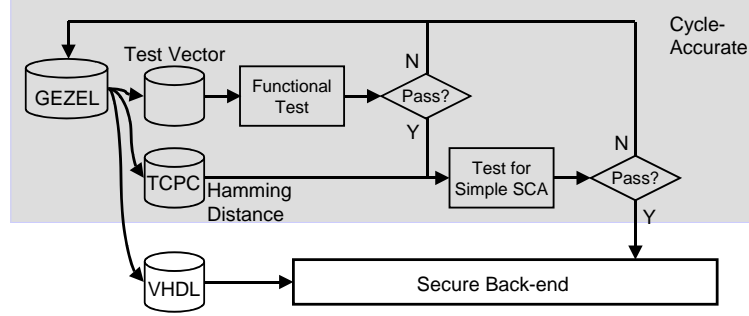 Cycle-
Accurate
Test Vector
N
GEZEL
Functional
Test
Pass?
Y
N
TCPC
Hamming
Distance
Test for
Simple SCA
Pass?
Y
VHDL
Secure Back-end